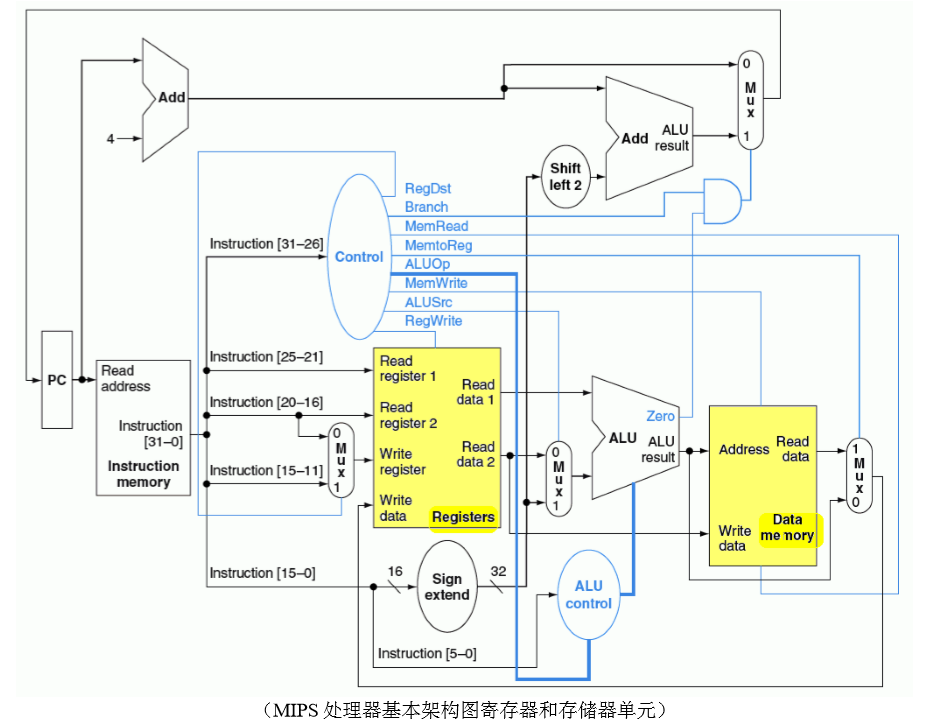 0
M
u
x
1
Add
4
Add
ALU
result
Shift
left 2
RegDst
Branch
MemRead
MemtoReg
ALUOp
MemWrite
ALUSrc
RegWrite
Instruction [31–26]
Control
PC
Read
address
Instruction
[31–0]
Instruction
memory
Instruction [25–21]
Instruction [20–16]
Instruction [15–11]
0
M
u
x
1
Read
register 1
Read
register 2
Write
register
Write
data
Read
data 1
Read
data 2
Registers
0
M
u
x
1
Zero
ALU
ALU
result
Address
Read
data
Write
data
Data
memory
1
M
u
x
0
Instruction [15–0]
16
Sign
extend
32
ALU
control
Instruction [5–0]
（MIPS 处理器基本架构图寄存器和存储器单元）